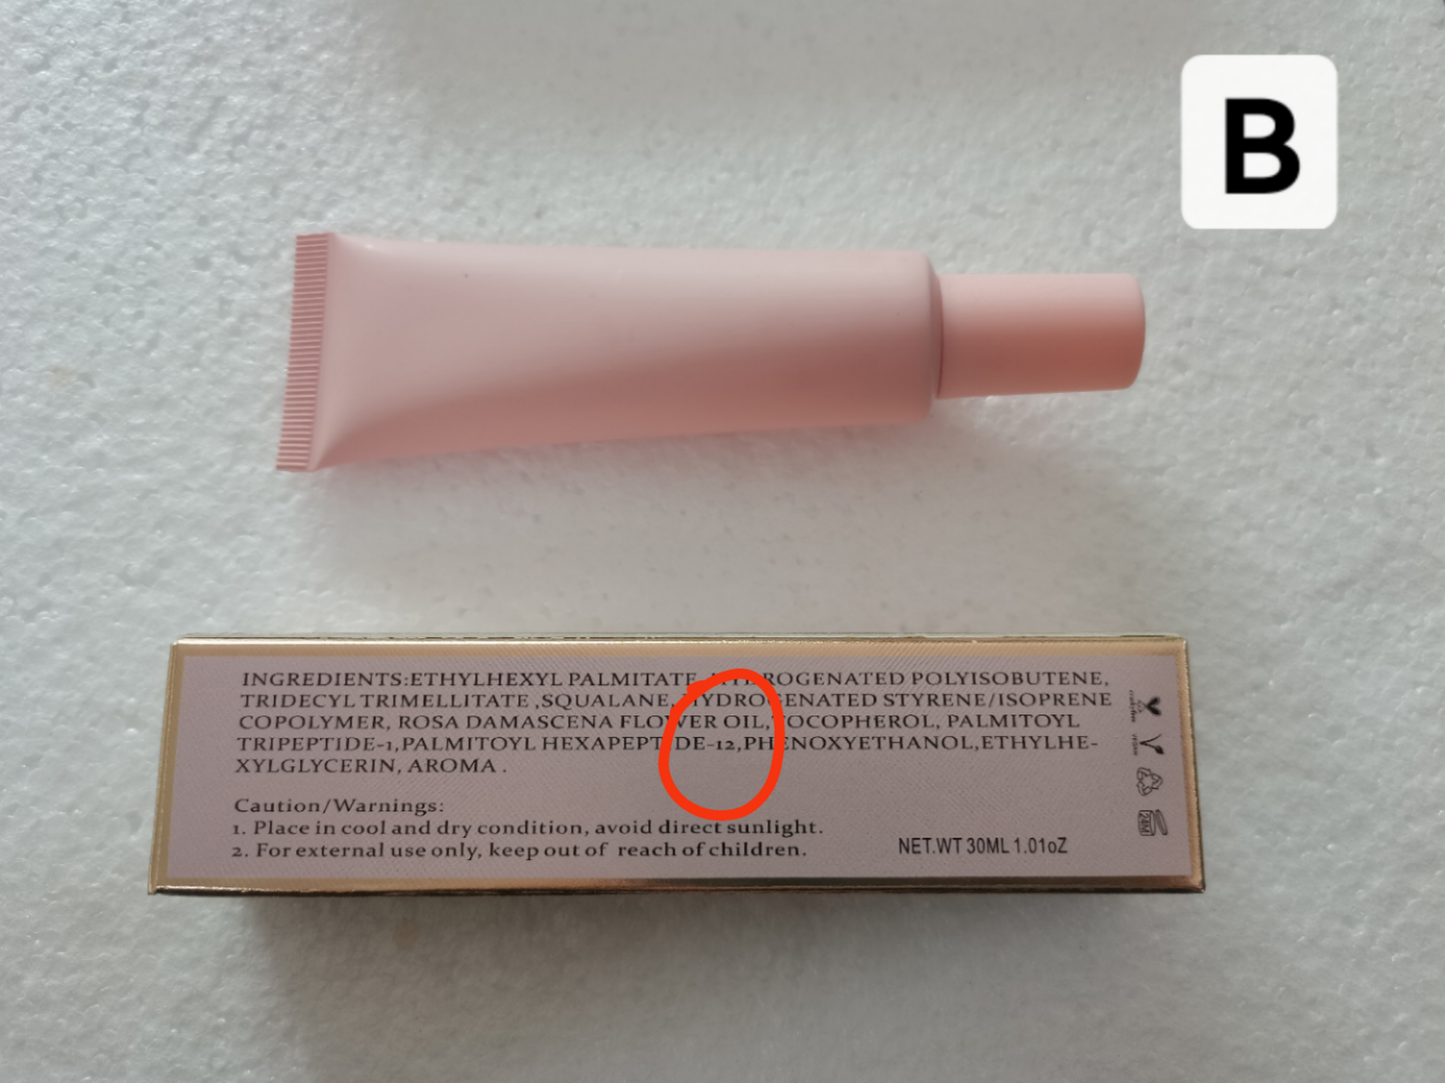 B
INGREDIENTS:ETHYLHEXYL PALMITATE, HYDROGENATED POLYISOBUTENE,
TRIDECYL TRIMELLITATE ,SQUALANE, HYDROGENATED STYRENE/ISOPRENE
COPOLYMER, ROSA DAMASCENA FLOWER OIL,TOCOPHEROL, PALMITOYL
TRIPEPTIDE-1,PALMITOYL HEXAPEPTIDE-12,PHENOXYETHANOL,ETHYLHE-
XYLGLYCERIN, AROMA .
Caution/Warnings:
1. Place in cool and dry condition, avoid direct sunlight.
2. For external use only, keep out of reach of children.
NET.WT 30ML 1.01oZ